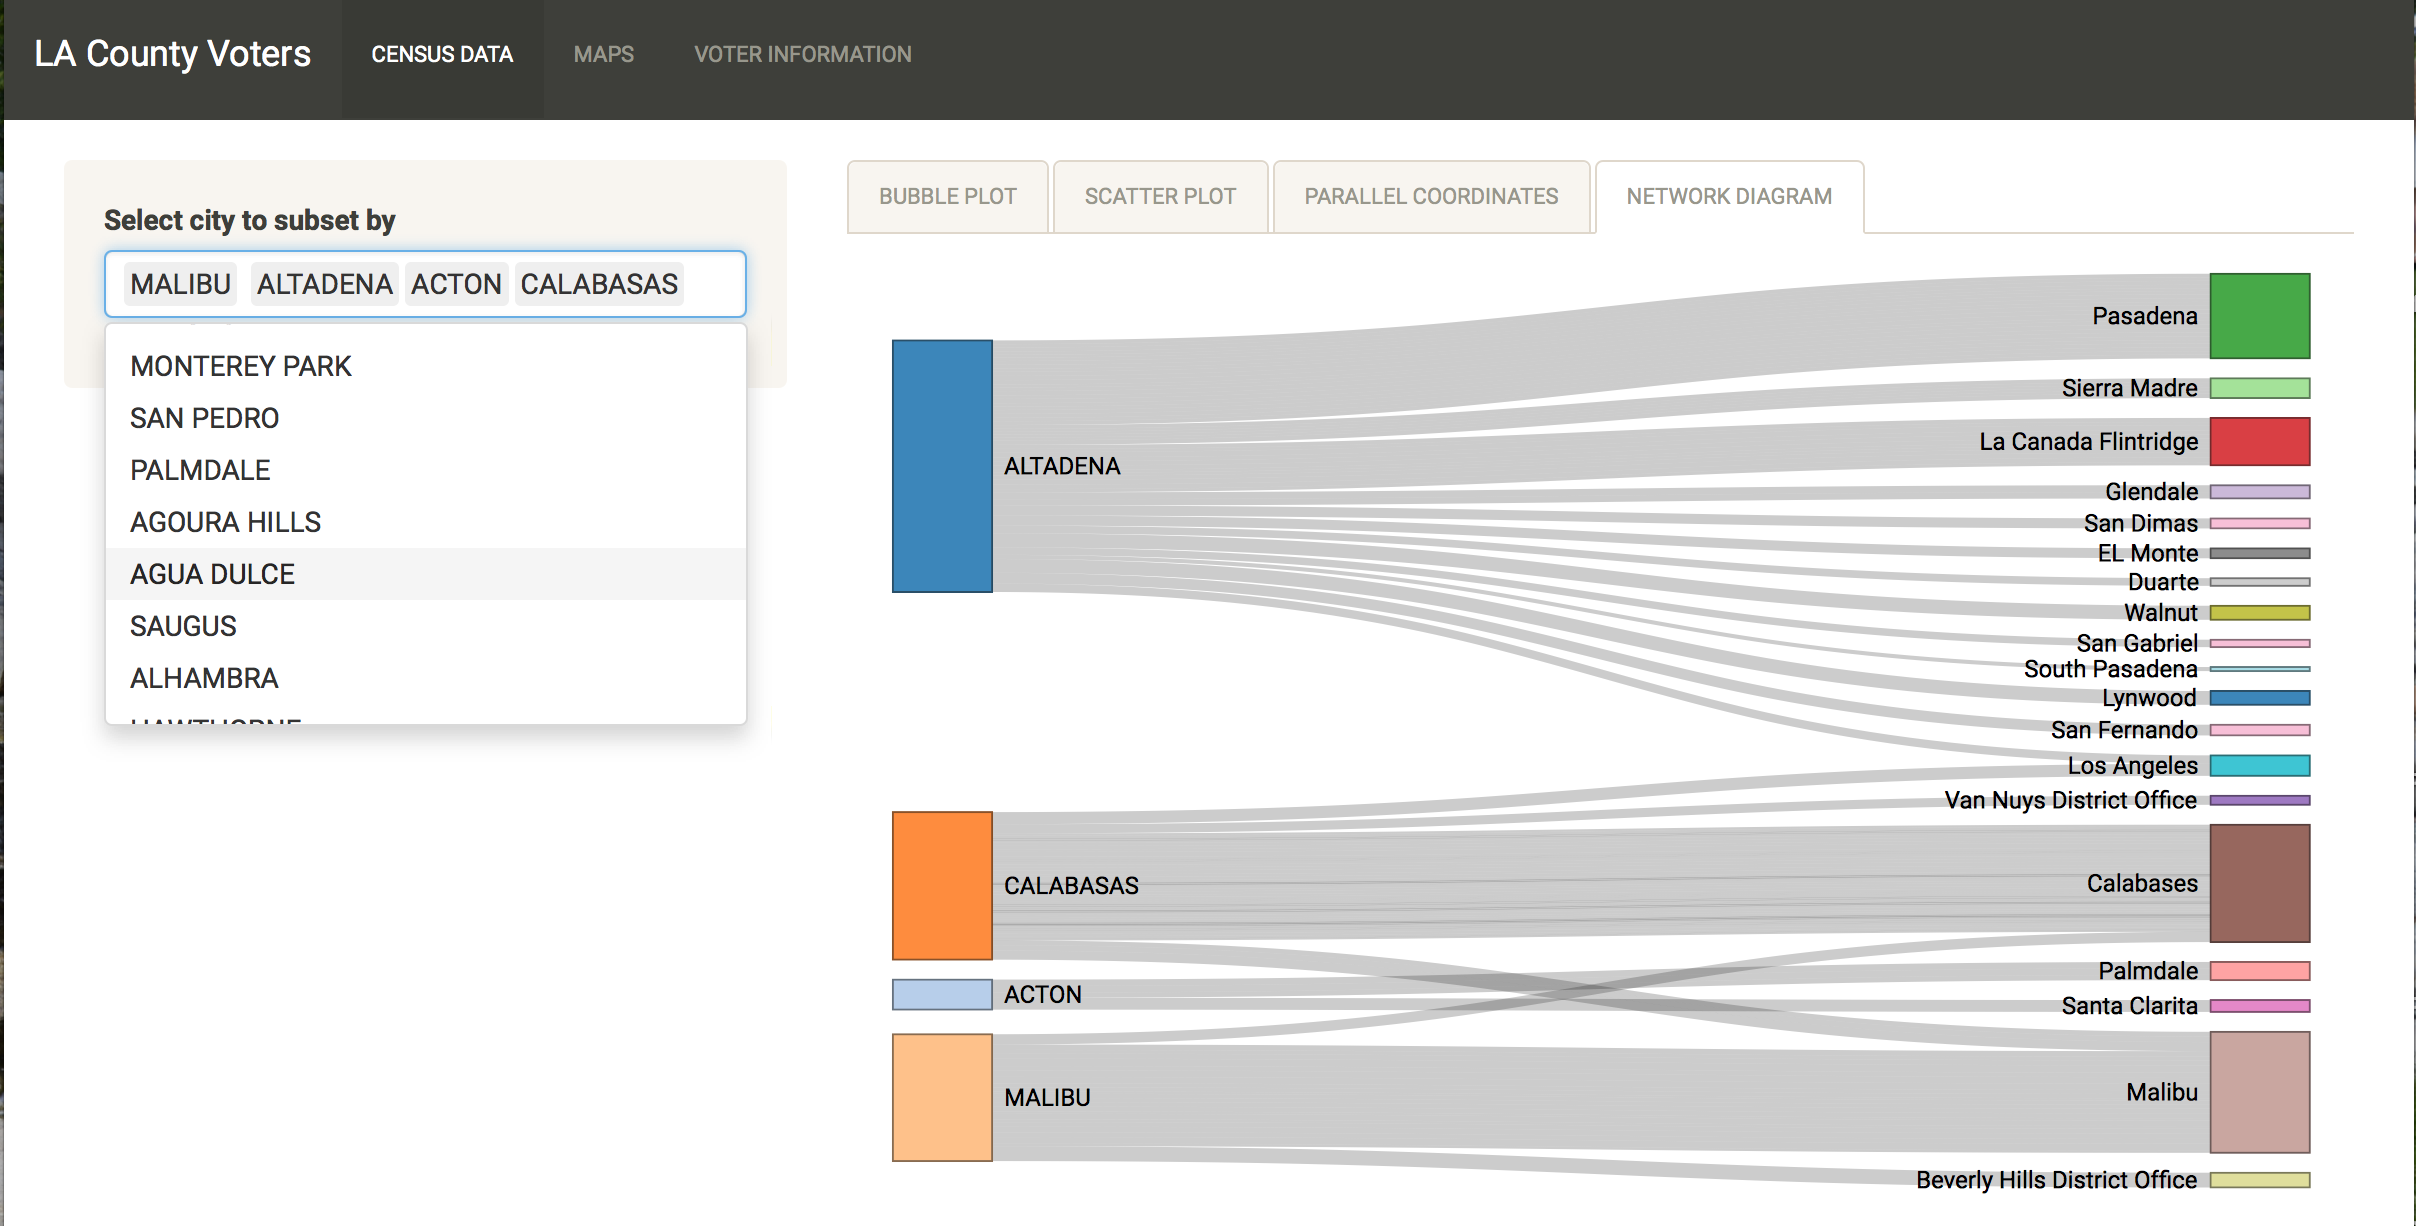 LA County Voters CENSUS DATA MAPS VOTER INFORMATION
Select city to subset by
MALIBU ALTADENA ACTON CALABASAS
MONTEREY PARK
SAN PEDRO
PALMDALE
AGOURA HILLS
AGUA DULCE
SAUGUS
ALHAMBRA
HAWTHORNE
BUBBLE PLOT SCATTER PLOT PARALLEL COORDINATES NETWORK DIAGRAM
ALTADENA
CALABASAS
ACTON
MALIBU
Pasadena
Sierra Madre
La Canada Flintridge
Glendale
San Dimas
EL Monte
Duarte
Walnut
San Gabriel
South Pasadena
Lynwood
San Fernando
Los Angeles
Van Nuys District Office
Calabases
Palmdale
Santa Clarita
Malibu
Beverly Hills District Office